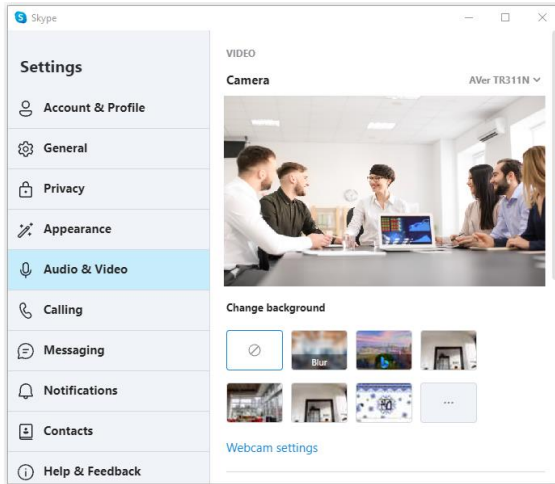 Skype
Settings
Account & Profile
General
Privacy
Appearance
Audio & Video
Calling
Messaging
Notifications
Contacts
Help & Feedback
VIDEO
Camera
AVer TR311N
Change background
Blur
Webcam settings